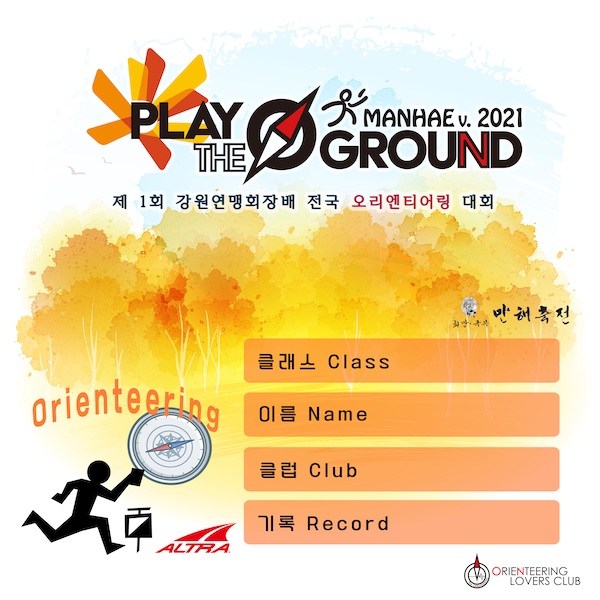 PLAY
MANHAE v. 2021
THE GROUND
제 1회 강원연맹회장배 전국 오리엔티어링 대회
만해축전
클래스 Class
Orienteering
이름 Name
클럽 Club
기록 Record
ALTRA
ORIENTEERING
LOVERS CLUB